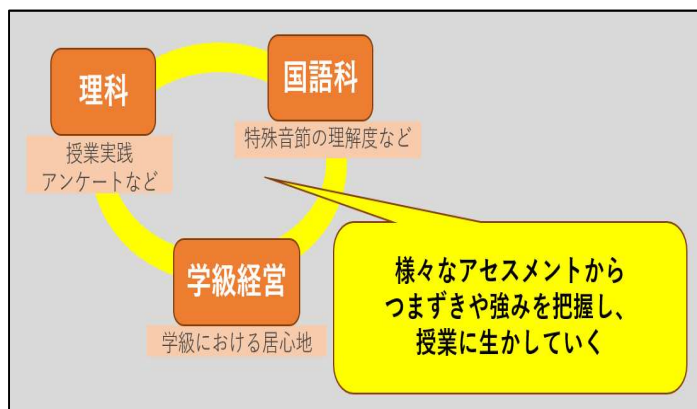 理科
授業実践
アンケートなど
国語科
特殊音節の理解度など
学級経営
学級における居心地
様々なアセスメントから
つまずきや強みを把握し、
授業に生かしていく